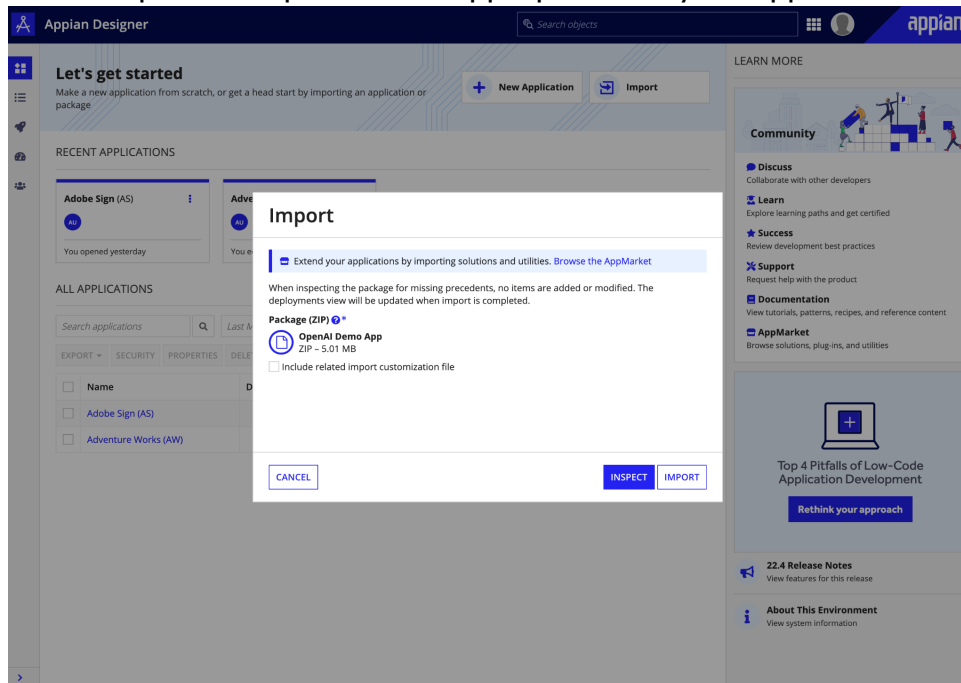 Appian Designer
Search objects
appian
Let's get started
Make a new application from scratch, or get a head start by importing an application or
package
New Application
Import
RECENT APPLICATIONS
Adobe Sign (AS)
AU
You opened yesterday
Adve
AU
You e
ALL APPLICATIONS
Search applications
Last M
EXPORT
SECURITY
PROPERTIES
DELE
Name
D
Adobe Sign (AS)
Adventure Works (AW)
Import
Extend your applications by importing solutions and utilities. Browse the AppMarket
When inspecting the package for missing precedents, no items are added or modified. The
deployments view will be updated when import is completed.
Package (ZIP) ? *
OpenAI Demo App
ZIP – 5.01 MB
Include related import customization file
CANCEL
INSPECT
IMPORT
LEARN MORE
Community
Discuss
Collaborate with other developers
Learn
Explore learning paths and get certified
Success
Review development best practices
Support
Request help with the product
Documentation
View tutorials, patterns, recipes, and reference content
AppMarket
Browse solutions, plug-ins, and utilities
Top 4 Pitfalls of Low-Code
Application Development
Rethink your approach
22.4 Release Notes
View features for this release
About This Environment
View system information